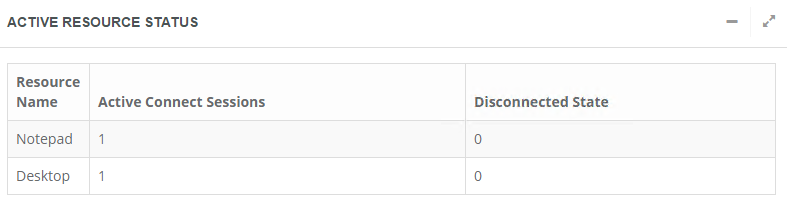 ACTIVE RESOURCE STATUS
Resource
Name
Active Connect Sessions
Disconnected State
Notepad 1 0
Desktop 1 0